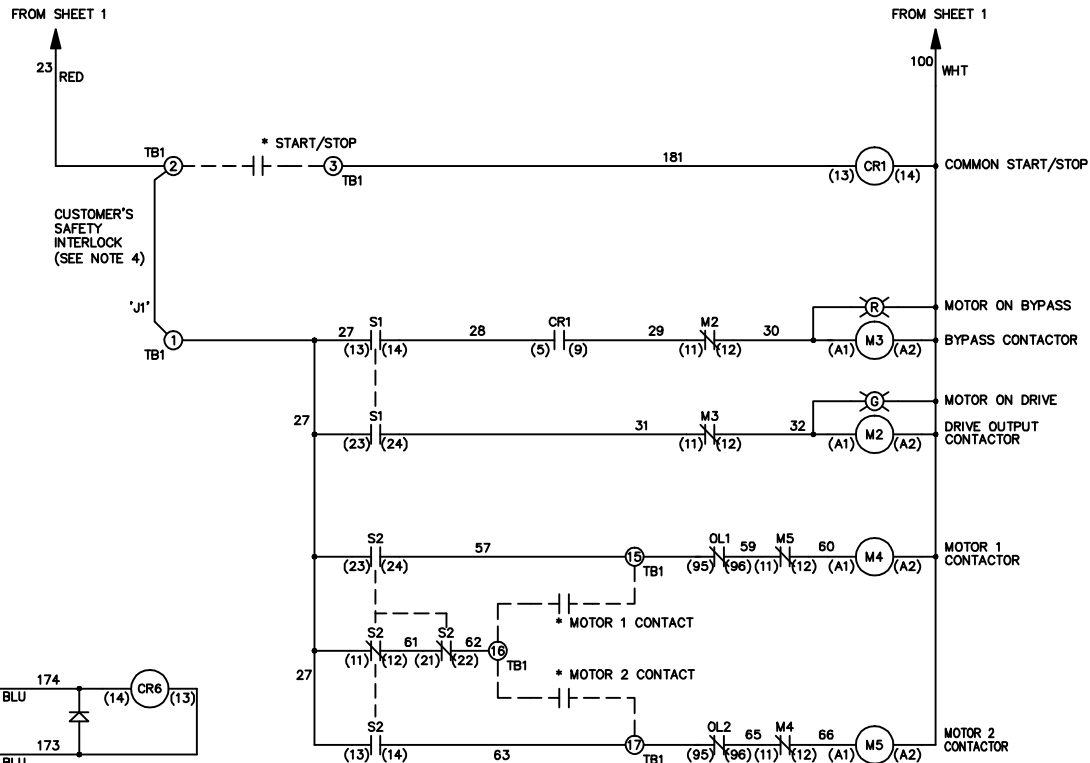 FROM SHEET 1
FROM SHEET 1
23 RED
100 WHT
TB1 2
* START/STOP
3 TB1
181
(13) CR1 (14)
COMMON START/STOP
CUSTOMER'S
SAFETY
INTERLOCK
(SEE NOTE 4)
'J1'
1
TB1
27
S1
(13) (14)
28
CR1
(5) (9)
29
M2
(11) (12)
30
R
MOTOR ON BYPASS
(A1) M3 (A2)
BYPASS CONTACTOR
27
S1
(23) (24)
31
M3
(11) (12)
32
G
MOTOR ON DRIVE
(A1) M2 (A2)
DRIVE OUTPUT
CONTACTOR
S2
(23) (24)
57
15
TB1
OL1
(95) (96)
59
M5
(11) (12)
60
(A1) M4 (A2)
MOTOR 1
CONTACTOR
* MOTOR 1 CONTACT
S2
(11) (12)
61
S2
(21) (22)
62
16
TB1
* MOTOR 2 CONTACT
27
S2
(13) (14)
63
17
TB1
OL2
(95) (96)
65
M4
(11) (12)
66
(A1) M5 (A2)
MOTOR 2
CONTACTOR
174
BLU
(14) CR6 (13)
173
BLU